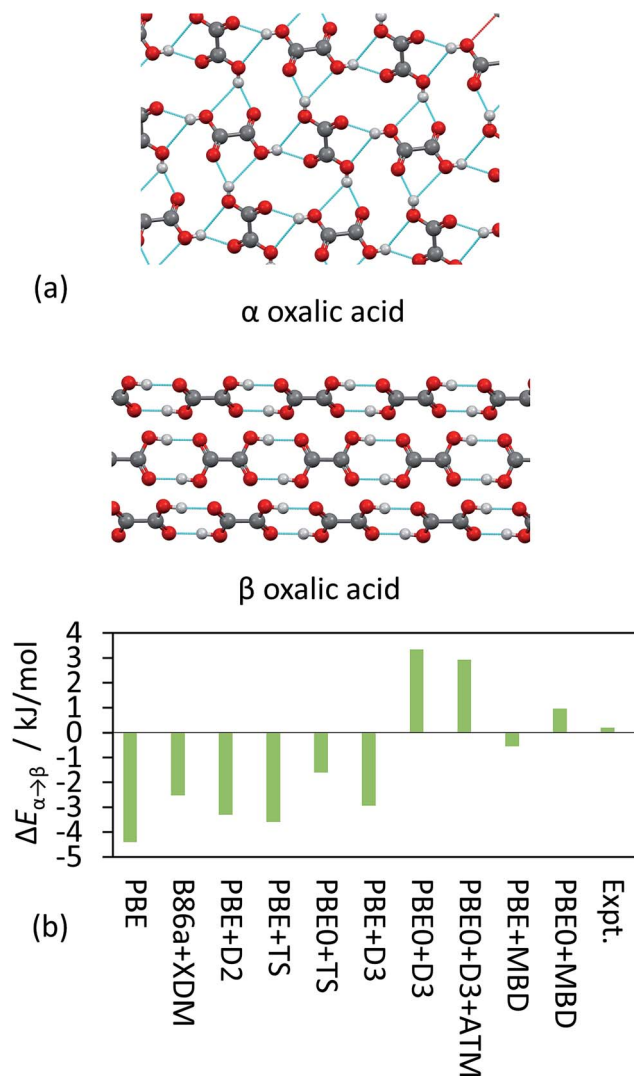 (a)
α oxalic acid
β oxalic acid
4
3
2
1
0
-1
-2
-3
-4
-5
ΔEα→β / kJ/mol
PBE
B86a+XDM
PBE+D2
PBE+TS
PBE0+TS
PBE+D3
PBE0+D3
PBE0+D3+ATM
PBE+MBD
PBE0+MBD
Expt.
(b)